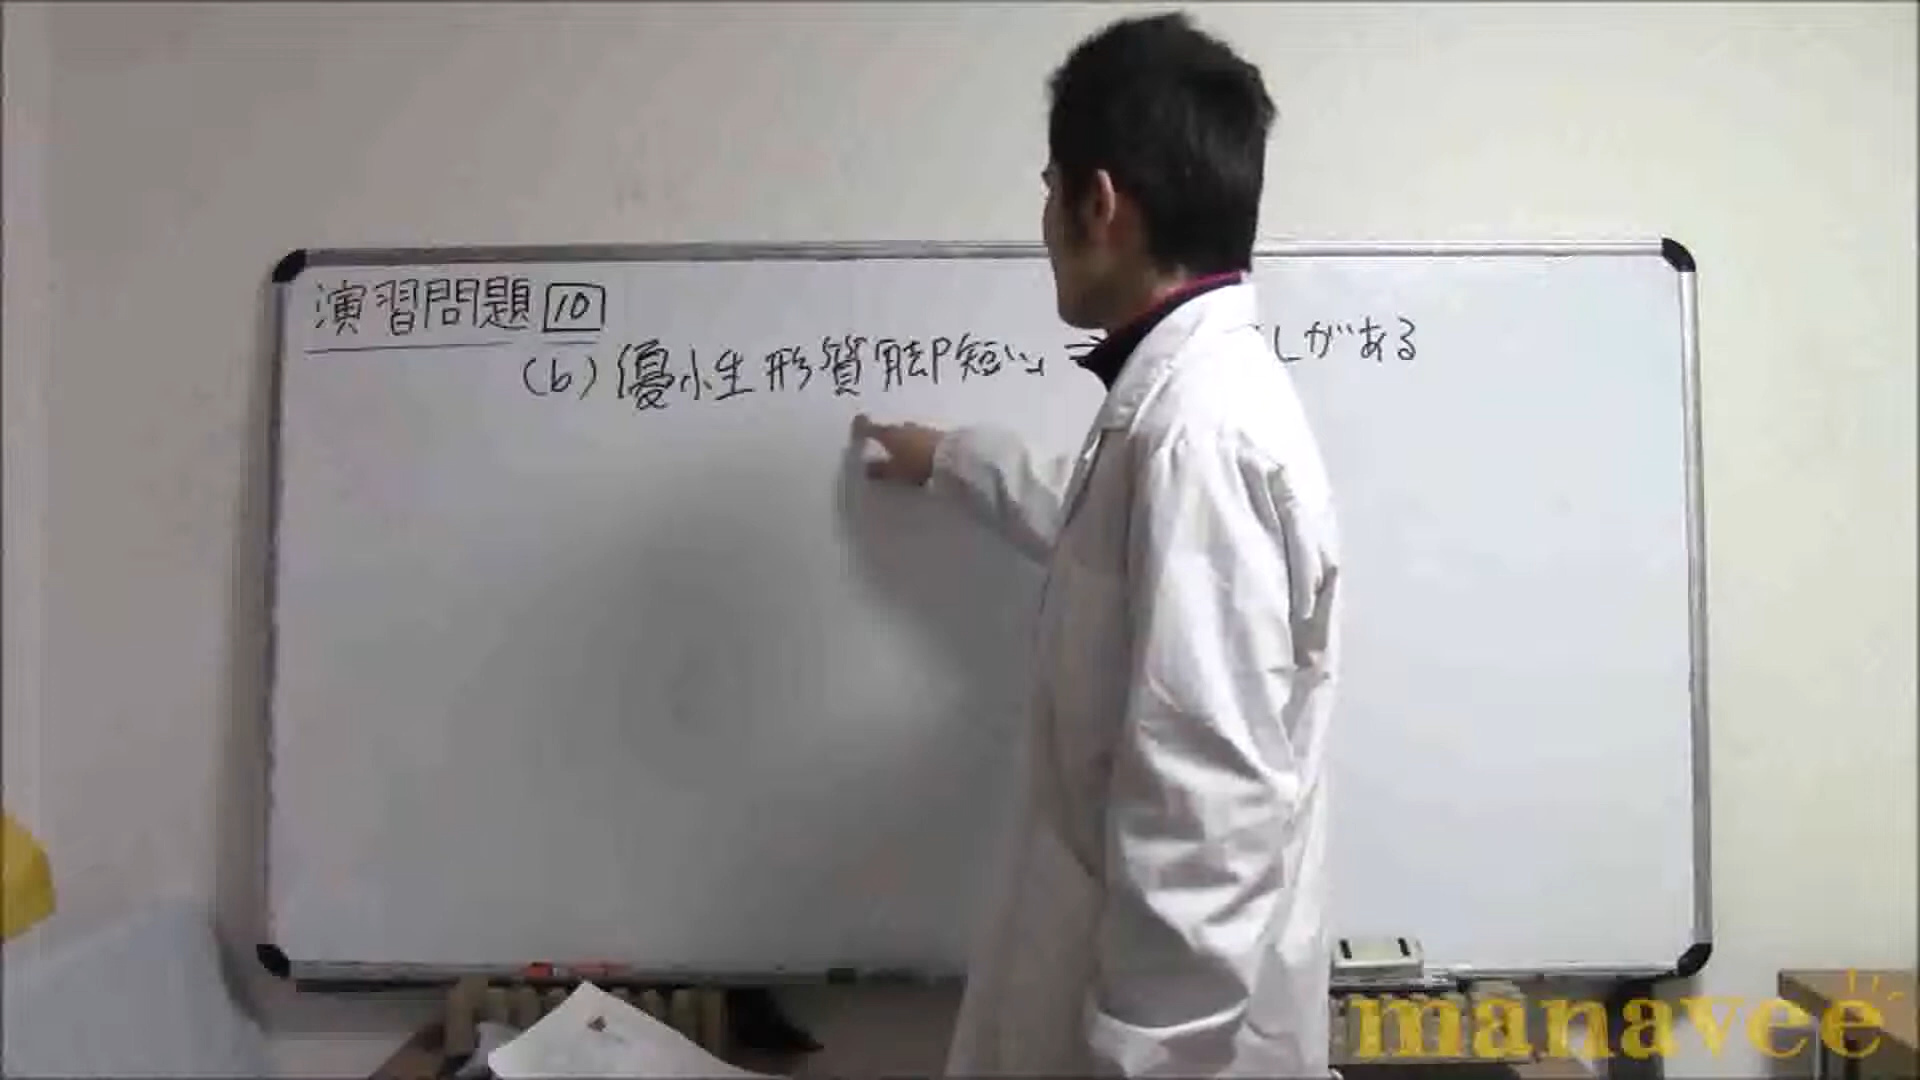 演習問題 10
(b) 優性形質脚短い ⇒ しがある
manavee